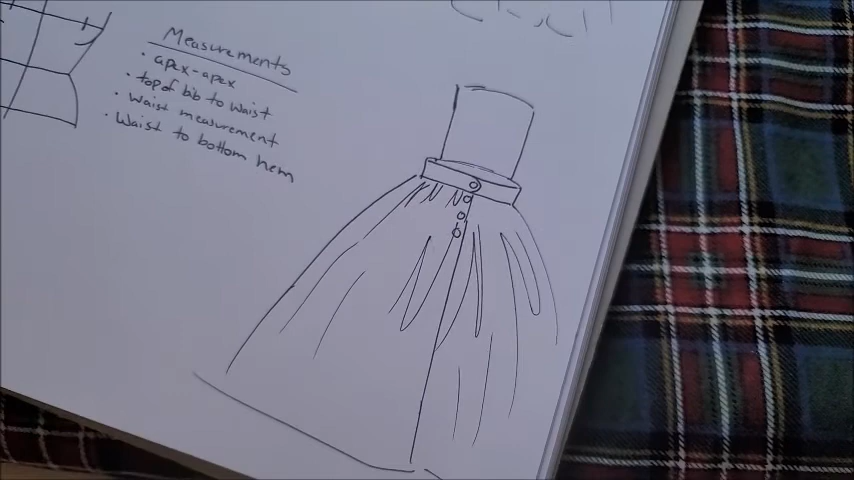 Measurements
• apex-apex
• top of bib to waist
• Waist measurement
• Waist to bottom hem